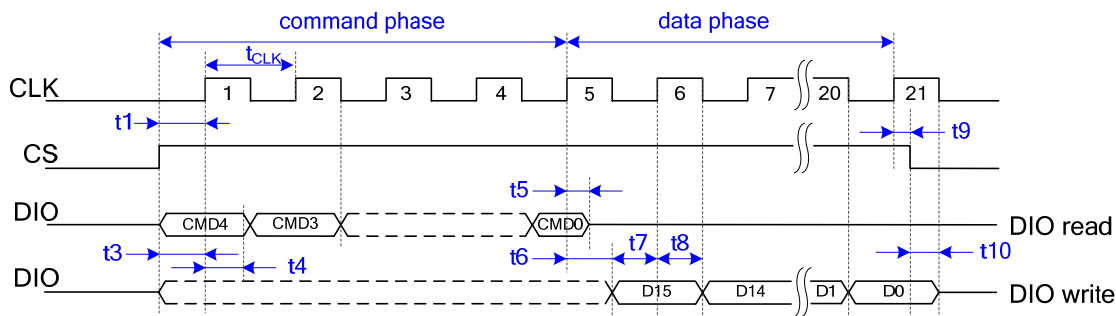 command phase data phase
tCLK
CLK 1 2 3 4 5 6 7 20 21
t1 t9
CS
t5
DIO CMD4 CMD3 CMD0 DIO read
t3 t4 t6 t7 t8 t10
DIO D15 D14 D1 D0 DIO write